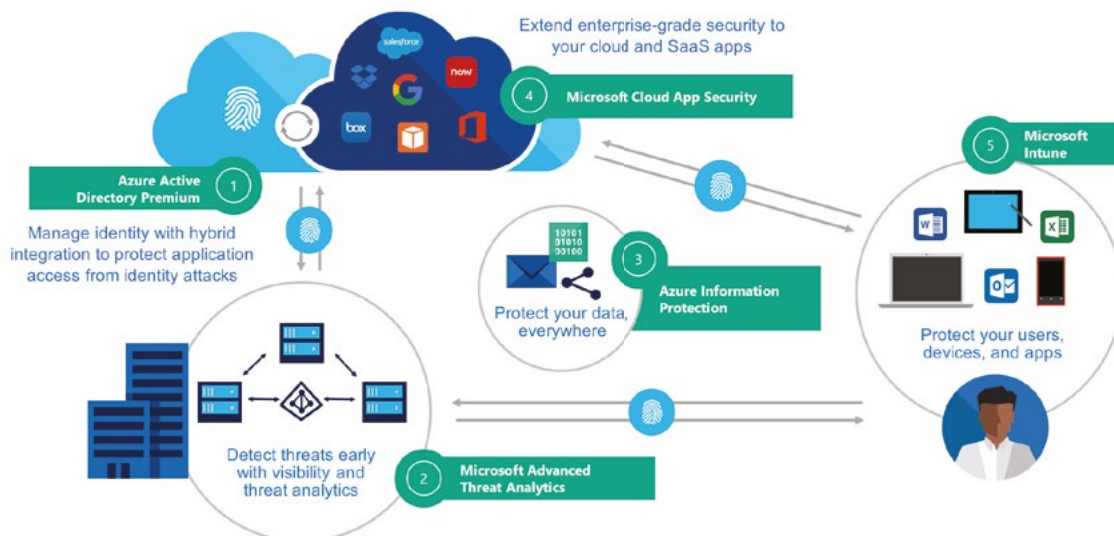 Extend enterprise-grade security to
your cloud and SaaS apps
salesforce
now
box
4
Microsoft Cloud App Security
5
Microsoft
Intune
Azure Active
Directory Premium
1
Manage identity with hybrid
integration to protect application
access from identity attacks
10101
01010
00100
3
Azure Information
Protection
Protect your data,
everywhere
W
X
O
Protect your users,
devices, and apps
Detect threats early
with visibility and
threat analytics
2
Microsoft Advanced
Threat Analytics